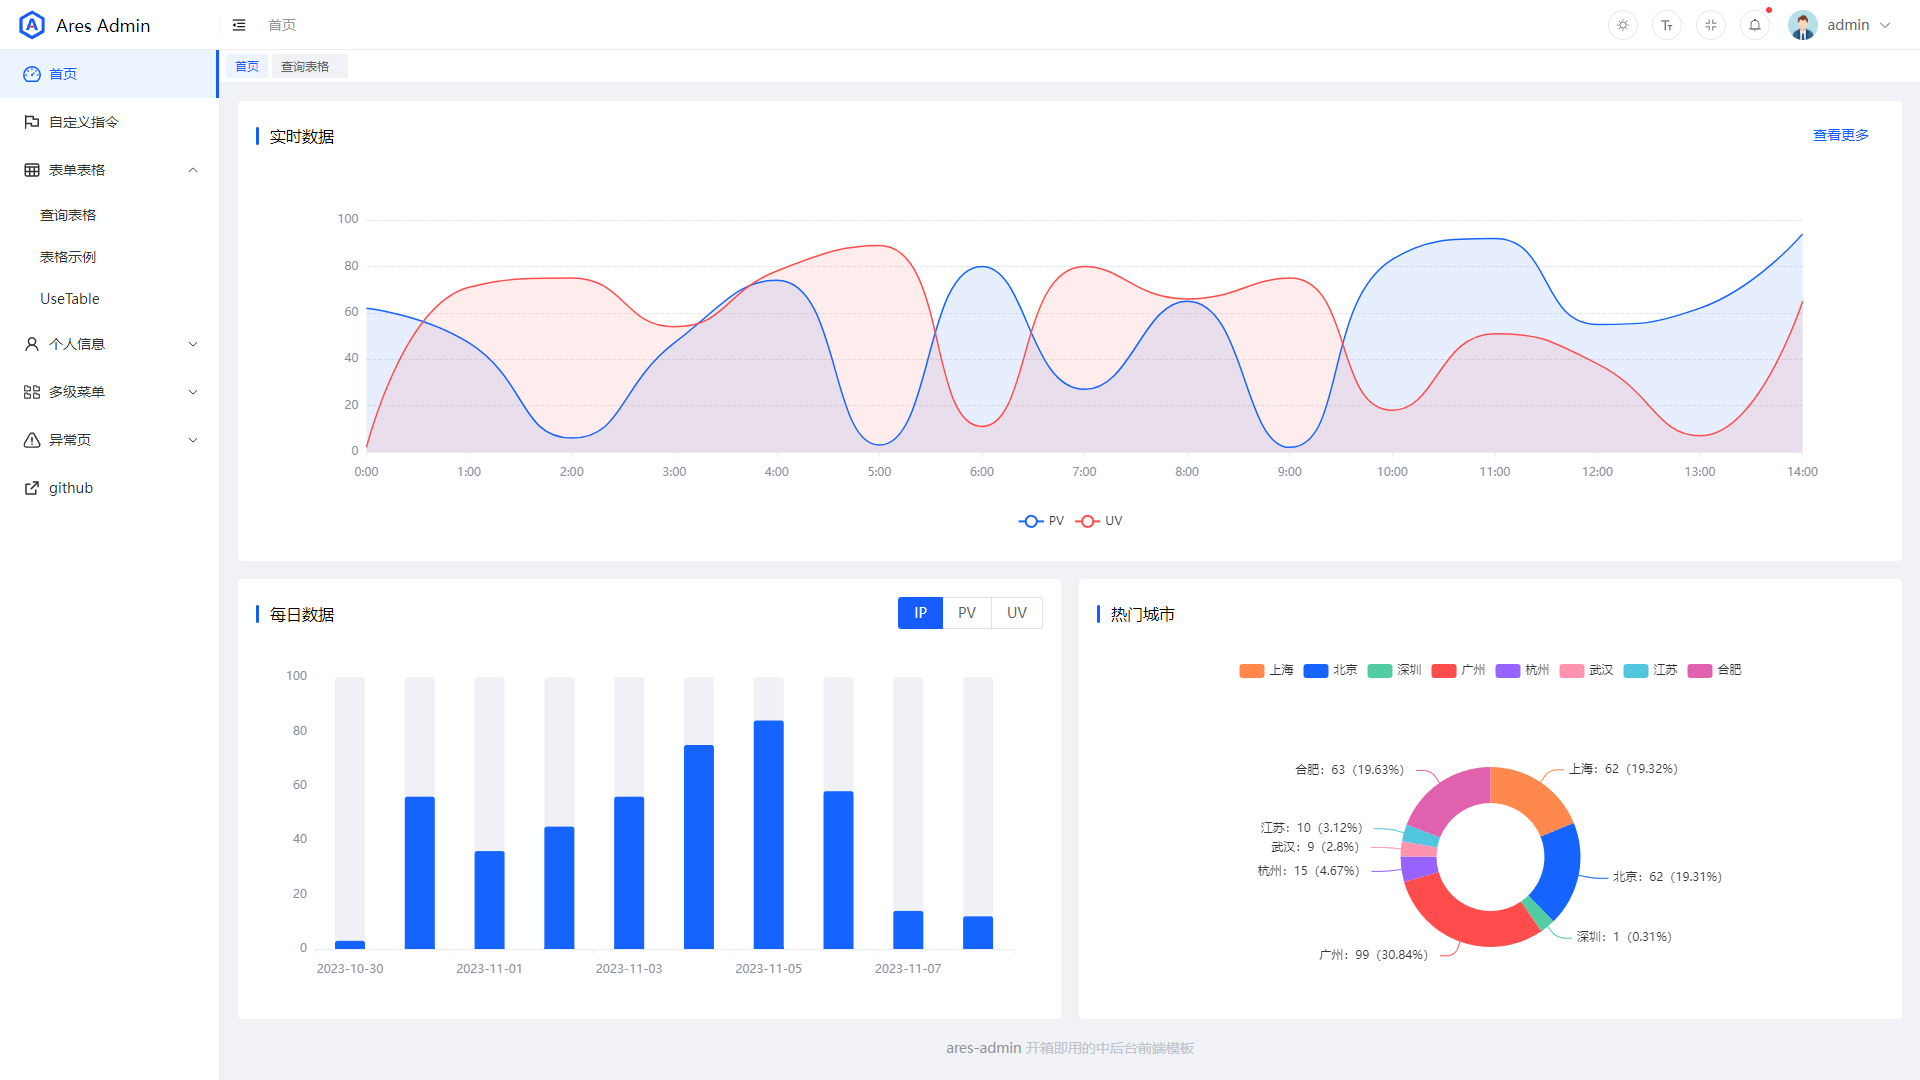 Ares Admin
首页
admin
首页
自定义指令
表单表格
查询表格
表格示例
UseTable
个人信息
多级菜单
异常页
github
首页 查询表格
实时数据 查看更多
100
80
60
40
20
0
0:00 1:00 2:00 3:00 4:00 5:00 6:00 7:00 8:00 9:00 10:00 11:00 12:00 13:00 14:00
PV UV
每日数据 IP PV UV
100
80
60
40
20
0
2023-10-30 2023-11-01 2023-11-03 2023-11-05 2023-11-07
热门城市
上海 北京 深圳 广州 杭州 武汉 江苏 合肥
合肥：63（19.63%） 上海：62（19.32%）
江苏：10（3.12%）
武汉：9（2.8%）
杭州：15（4.67%） 北京：62（19.31%）
深圳：1（0.31%）
广州：99（30.84%）
ares-admin 开箱即用的中后台前端模板